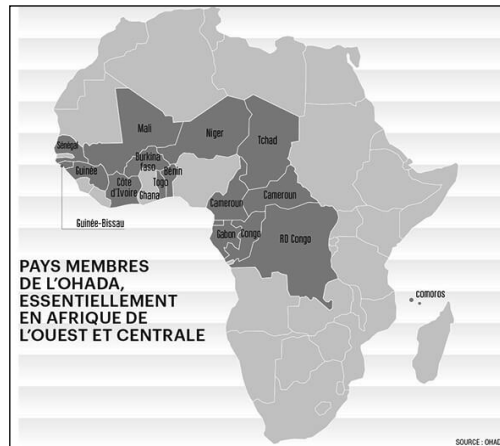 Mali
Niger
Tchad
Sénégal
Burkina
faso
Bénin
Guinée
Côte
d'Ivoire
Togo
Ghana
Guinée-Bissau
Cameroun
Cameroun
Gabon
Congo
RD Congo
comoros
PAYS MEMBRES
DE L'OHADA,
ESSENTIELLEMENT
EN AFRIQUE DE
L'OUEST ET CENTRALE
SOURCE : OHAD